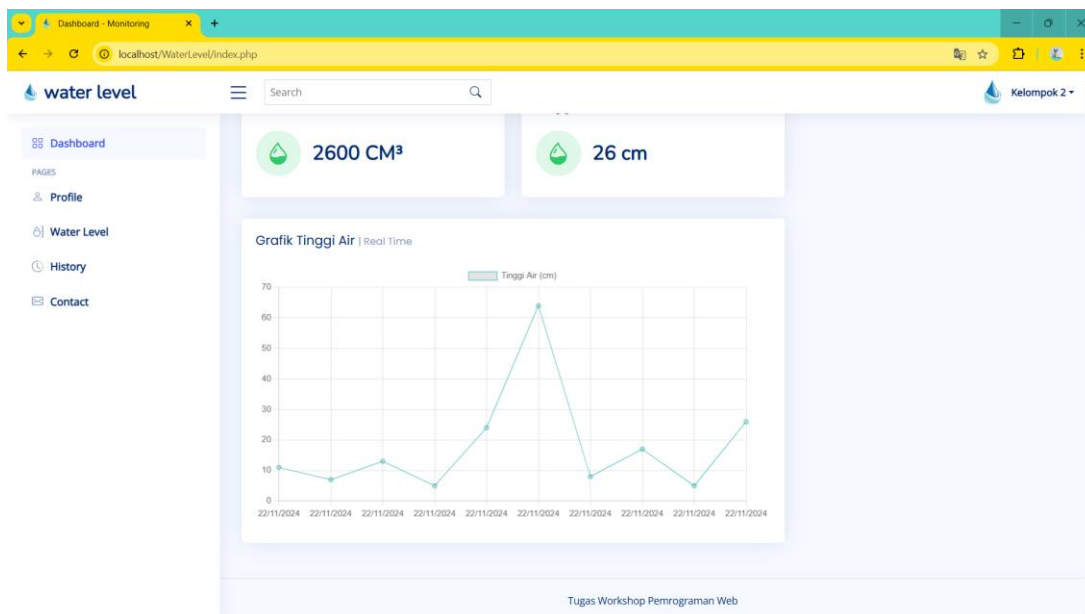 Dashboard - Monitoring
localhost/WaterLevel/index.php
water level
Search
Kelompok 2
Dashboard
PAGES
Profile
Water Level
History
Contact
2600 CM³
26 cm
Grafik Tinggi Air | Real Time
Tinggi Air (cm)
70
60
50
40
30
20
10
0
22/11/2024 22/11/2024 22/11/2024 22/11/2024 22/11/2024 22/11/2024 22/11/2024 22/11/2024 22/11/2024 22/11/2024
Tugas Workshop Pemrograman Web